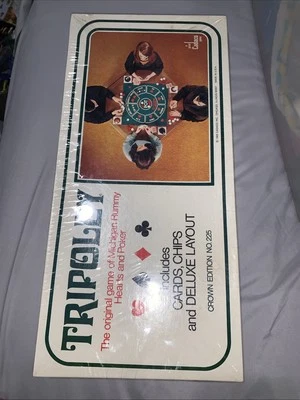 TRIPOLEY
The original game of Michigan Rummy
Hearts and Poker
includes
CARDS, CHIPS
and DELUXE LAYOUT
CROWN EDITION NO. 225
Cadaco